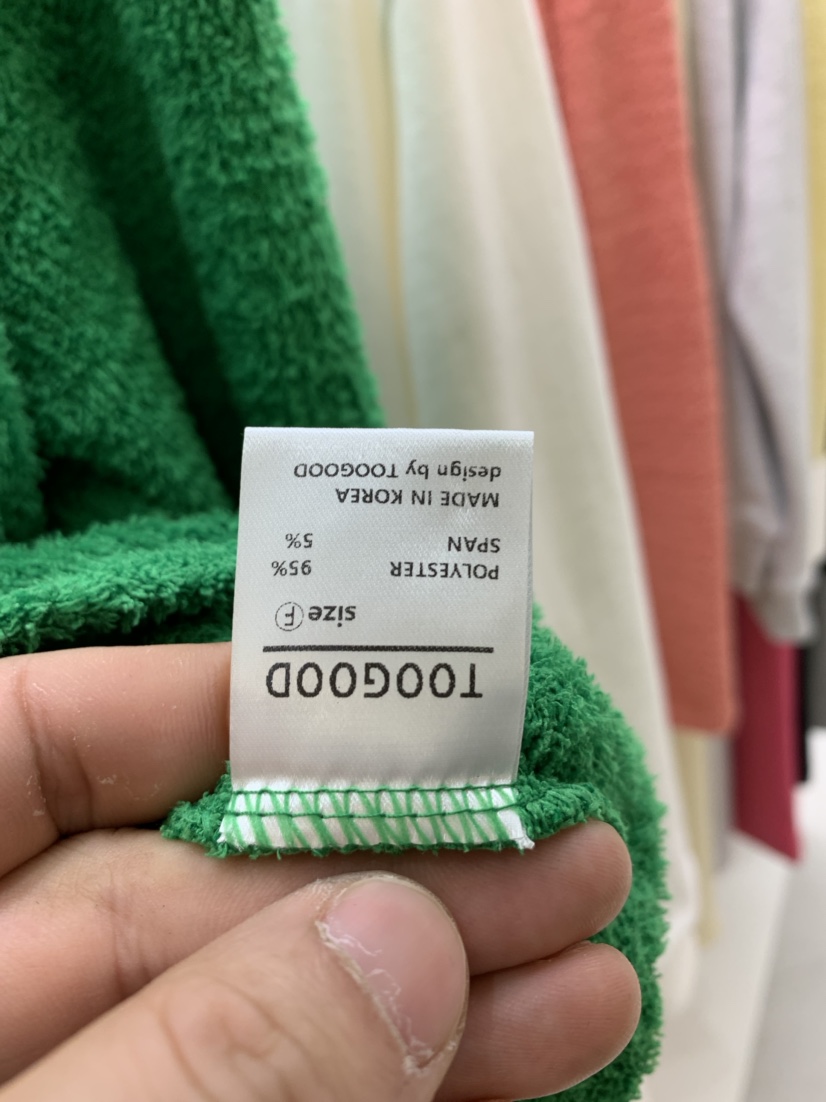 TOOGOOD
size F
POLYESTER 95%
SPAN 5%
MADE IN KOREA
design by TOOGOOD